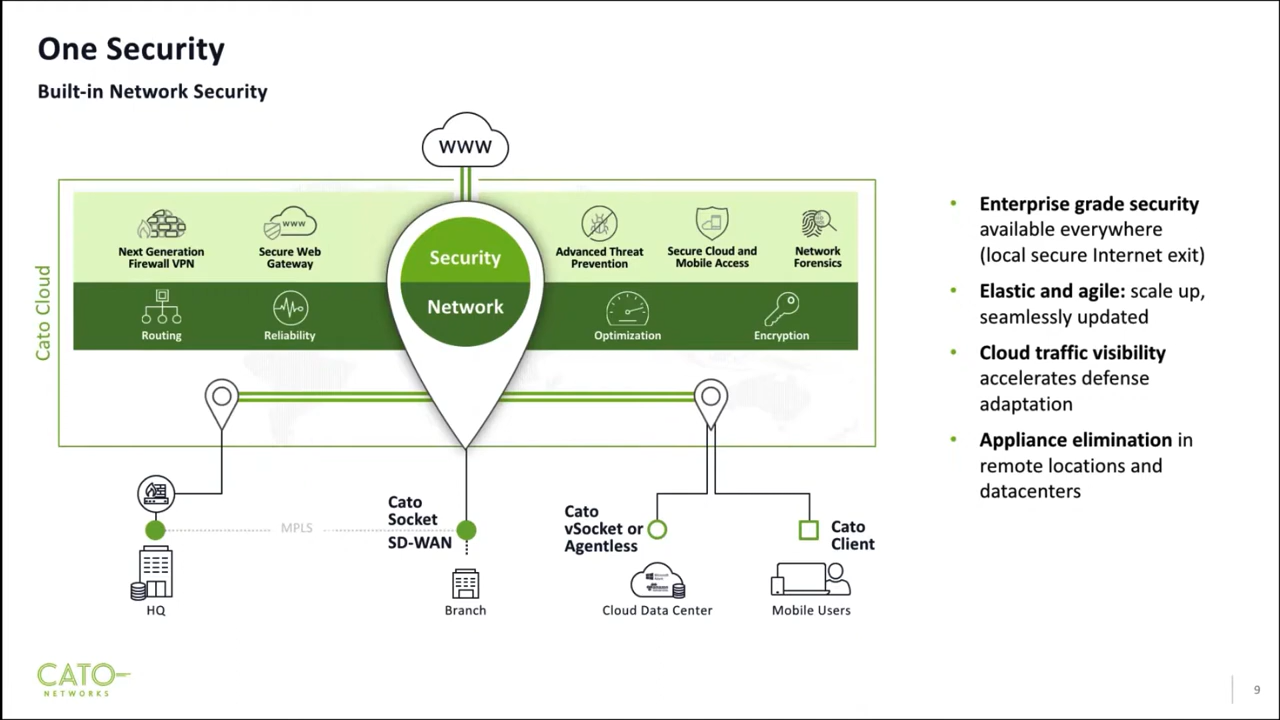 One Security
Built-in Network Security
WWW
Cato Cloud
Next Generation
Firewall VPN
www
Secure Web
Gateway
Security
Network
Advanced Threat
Prevention
Secure Cloud and
Mobile Access
Network
Forensics
Routing
Reliability
Optimization
Encryption
MPLS
Cato
Socket
SD-WAN
Cato
vSocket or
Agentless
Cato
Client
HQ
Branch
Cloud Data Center
Mobile Users
• Enterprise grade security
available everywhere
(local secure Internet exit)
• Elastic and agile: scale up,
seamlessly updated
• Cloud traffic visibility
accelerates defense
adaptation
• Appliance elimination in
remote locations and
datacenters
CATO
NETWORKS
9